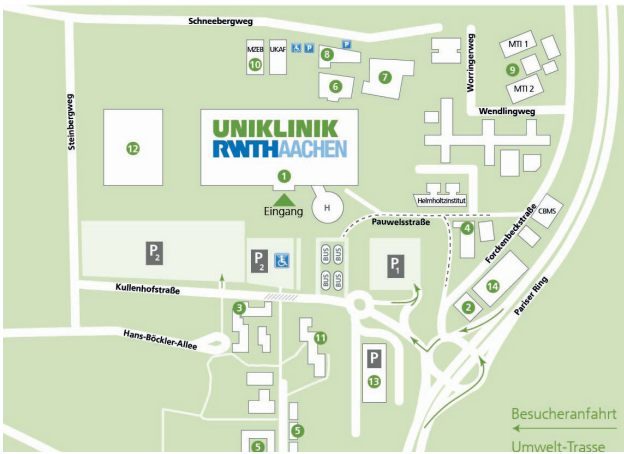 Schneebergweg
MZEB
UKAF
P
P
8
10
6
7
MTI 1
9
MTI 2
Worringerweg
Wendlingweg
Steinbergweg
12
UNIKLINIK
RWTHAACHEN
1
Eingang
H
Helmholtzinstitut
Pauwelsstraße
CBMS
4
Forckenbeckstraße
P2
P2
BUS
BUS
BUS
BUS
P1
14
2
Pariser Ring
Kullenhofstraße
3
Hans-Böckler-Allee
11
P
13
5
5
Besucheranfahrt
Umwelt-Trasse